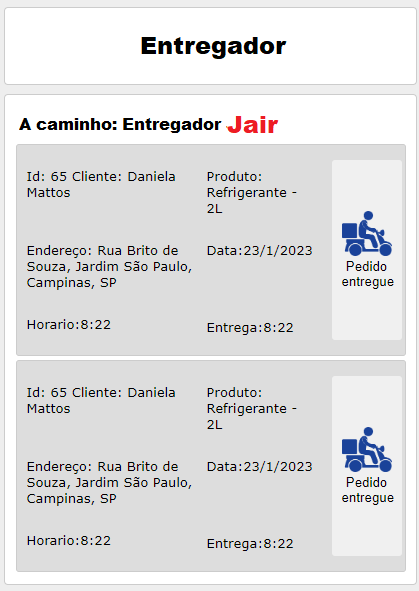 Entregador
A caminho: Entregador Jair
Id: 65 Cliente: Daniela
Mattos
Produto:
Refrigerante -
2L
Endereço: Rua Brito de
Souza, Jardim São Paulo,
Campinas, SP
Data:23/1/2023
Horario:8:22
Entrega:8:22
Pedido
entregue
Id: 65 Cliente: Daniela
Mattos
Produto:
Refrigerante -
2L
Endereço: Rua Brito de
Souza, Jardim São Paulo,
Campinas, SP
Data:23/1/2023
Horario:8:22
Entrega:8:22
Pedido
entregue